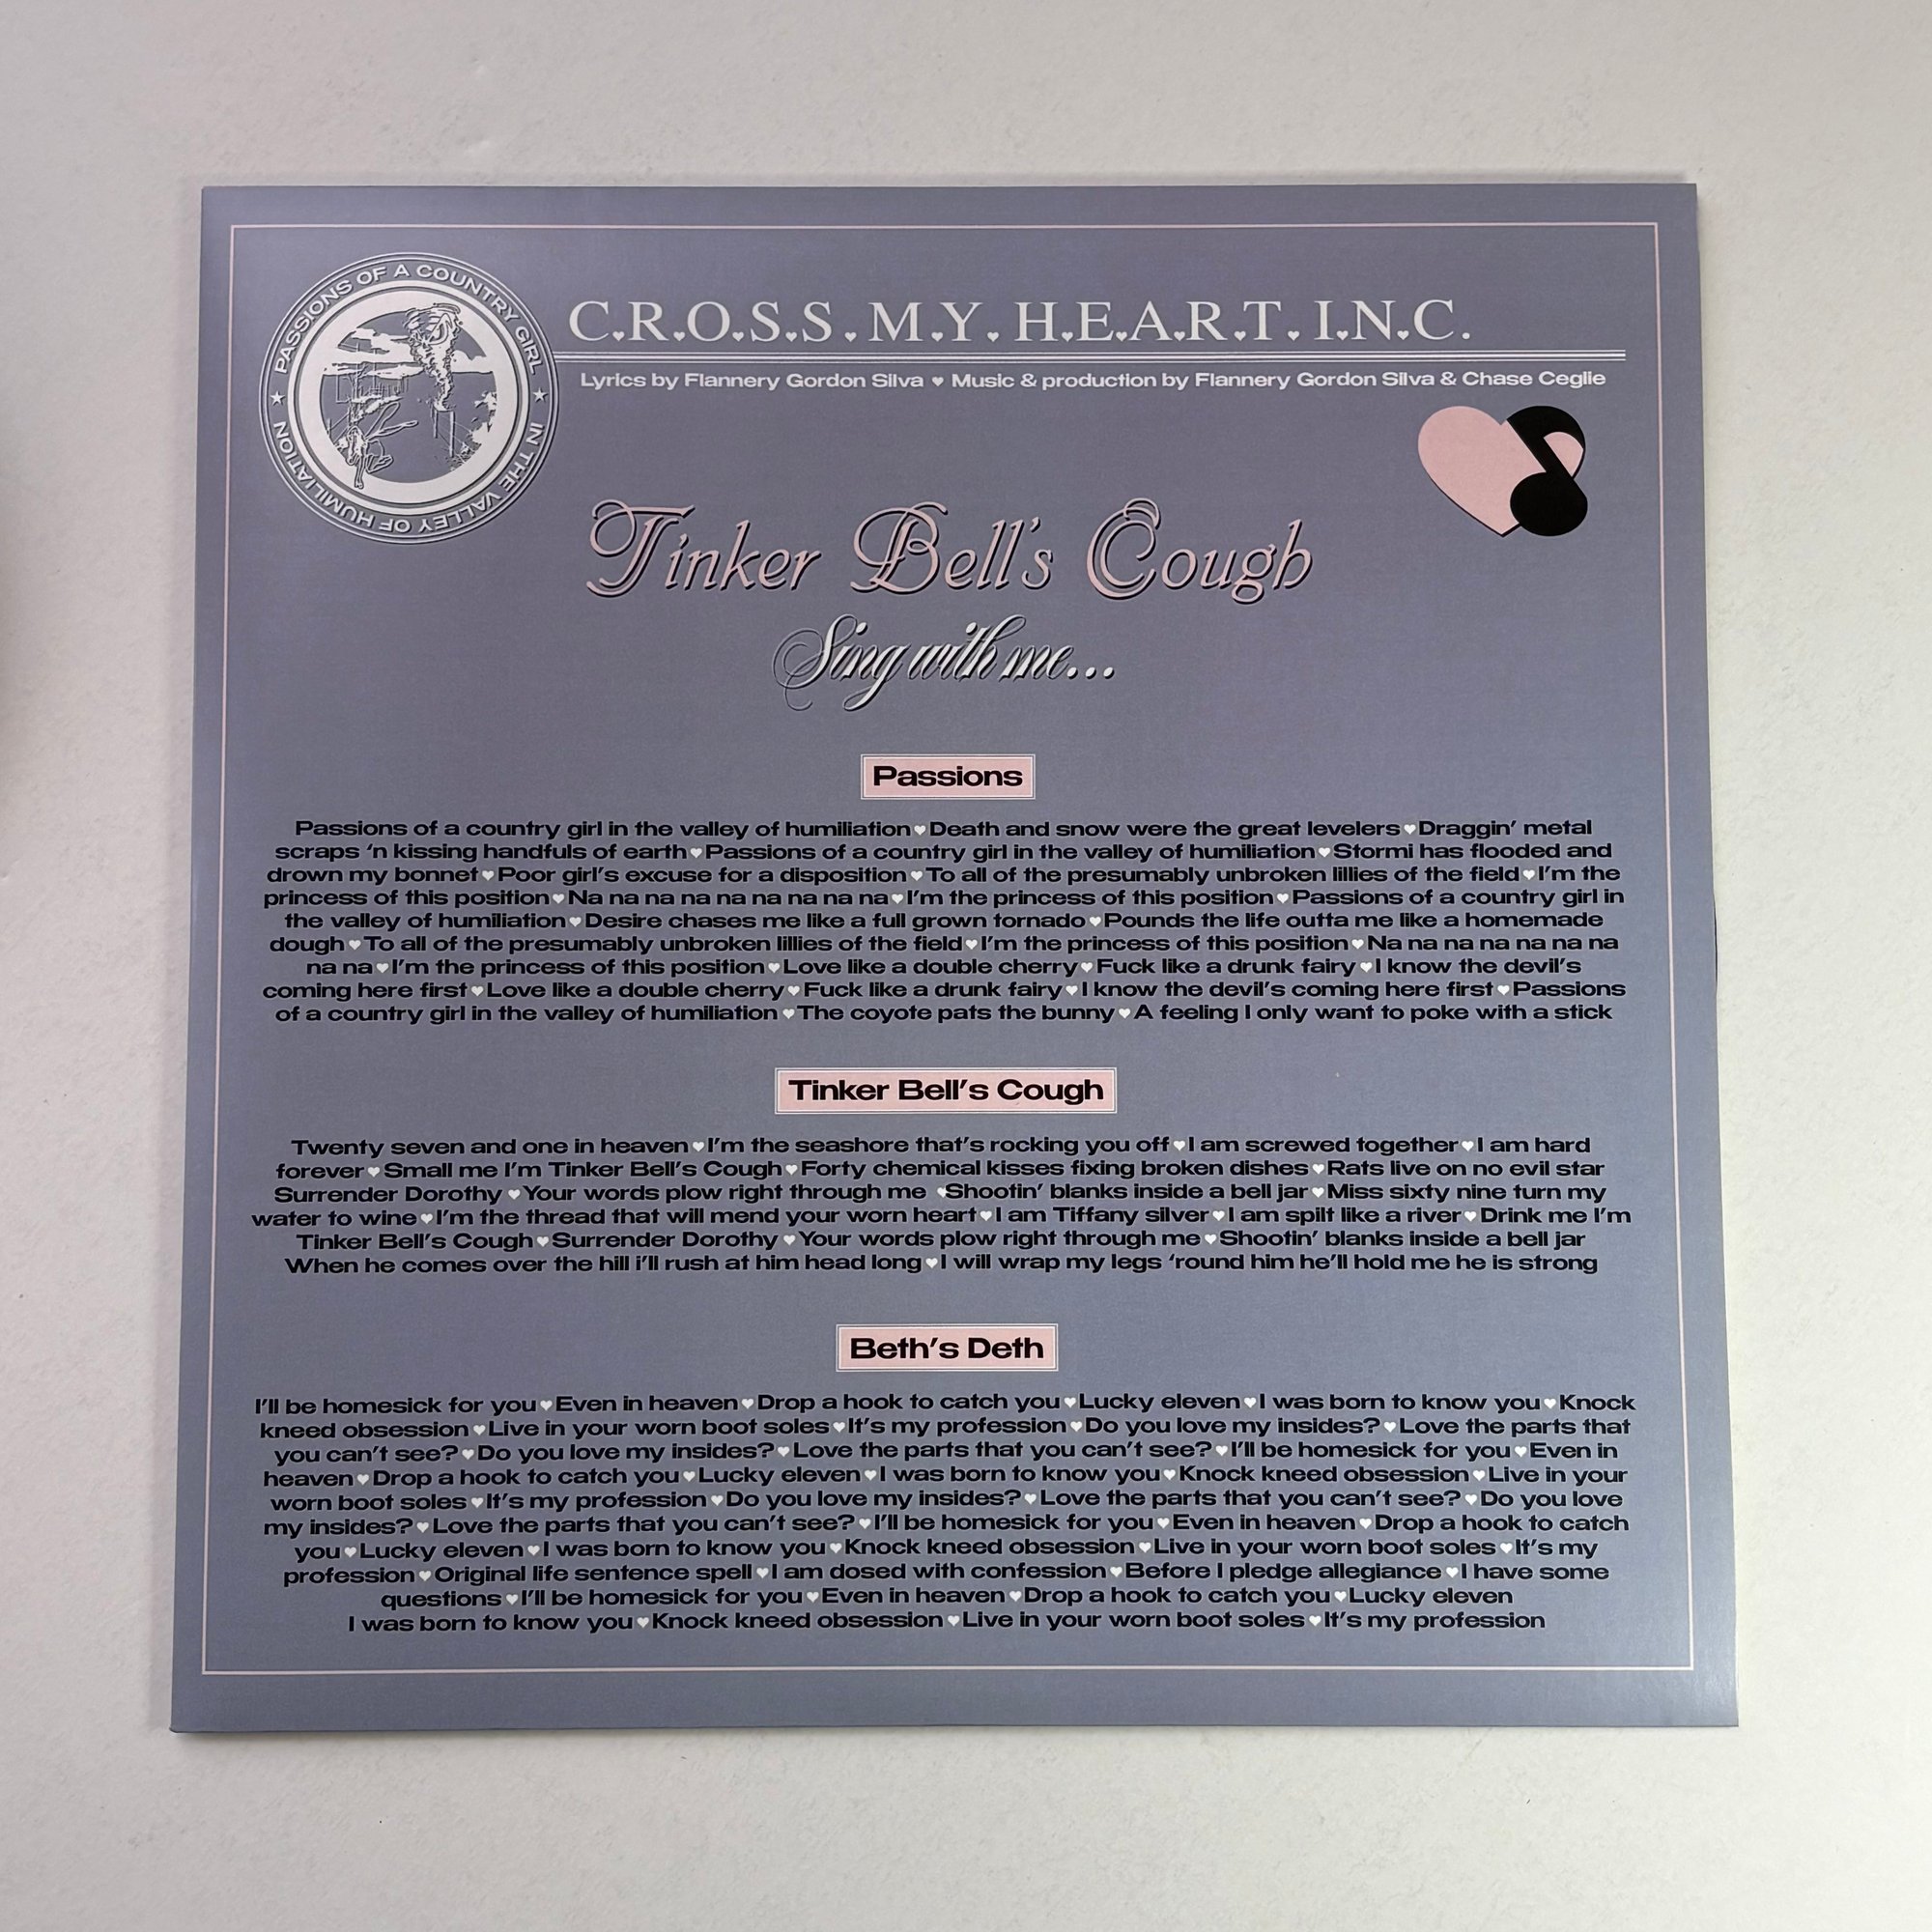 PASSIONS OF A COUNTRY GIRL ★ IN THE VALLEY OF HUMILIATION ★
C♥R♥O♥S♥S♥M♥Y♥H♥E♥A♥R♥T♥I♥N♥C.
Lyrics by Flannery Gordon Silva ♥ Music & production by Flannery Gordon Silva & Chase Ceglie
Tinker Bell's Cough
Sing with me...
Passions
Passions of a country girl in the valley of humiliation♥Death and snow were the great levelers♥Draggin' metal
scraps 'n kissing handfuls of earth♥Passions of a country girl in the valley of humiliation♥Stormi has flooded and
drown my bonnet♥Poor girl's excuse for a disposition♥To all of the presumably unbroken lillies of the field♥I'm the
princess of this position♥Na na na na na na na na na na♥I'm the princess of this position♥Passions of a country girl in
the valley of humiliation♥Desire chases me like a full grown tornado♥Pounds the life outta me like a homemade
dough♥To all of the presumably unbroken lillies of the field♥I'm the princess of this position♥Na na na na na na na na
na na♥I'm the princess of this position♥Love like a double cherry♥Fuck like a drunk fairy♥I know the devil's
coming here first♥Love like a double cherry♥Fuck like a drunk fairy♥I know the devil's coming here first♥Passions
of a country girl in the valley of humiliation♥The coyote pats the bunny♥A feeling I only want to poke with a stick
Tinker Bell's Cough
Twenty seven and one in heaven♥I'm the seashore that's rocking you off♥I am screwed together♥I am hard
forever♥Small me I'm Tinker Bell's Cough♥Forty chemical kisses fixing broken dishes♥Rats live on no evil star
Surrender Dorothy♥Your words plow right through me♥Shootin' blanks inside a bell jar♥Miss sixty nine turn my
water to wine♥I'm the thread that will mend your worn heart♥I am Tiffany silver♥I am spilt like a river♥Drink me I'm
Tinker Bell's Cough♥Surrender Dorothy♥Your words plow right through me♥Shootin' blanks inside a bell jar
When he comes over the hill i'll rush at him head long♥I will wrap my legs 'round him he'll hold me he is strong
Beth's Deth
I'll be homesick for you♥Even in heaven♥Drop a hook to catch you♥Lucky eleven♥I was born to know you♥Knock
kneed obsession♥Live in your worn boot soles♥It's my profession♥Do you love my insides?♥Love the parts that
you can't see?♥Do you love my insides?♥Love the parts that you can't see?♥I'll be homesick for you♥Even in
heaven♥Drop a hook to catch you♥Lucky eleven♥I was born to know you♥Knock kneed obsession♥Live in your
worn boot soles♥It's my profession♥Do you love my insides?♥Love the parts that you can't see?♥Do you love
my insides?♥Love the parts that you can't see?♥I'll be homesick for you♥Even in heaven♥Drop a hook to catch
you♥Lucky eleven♥I was born to know you♥Knock kneed obsession♥Live in your worn boot soles♥It's my
profession♥Original life sentence spell♥I am dosed with confession♥Before I pledge allegiance♥I have some
questions♥I'll be homesick for you♥Even in heaven♥Drop a hook to catch you♥Lucky eleven
I was born to know you♥Knock kneed obsession♥Live in your worn boot soles♥It's my profession